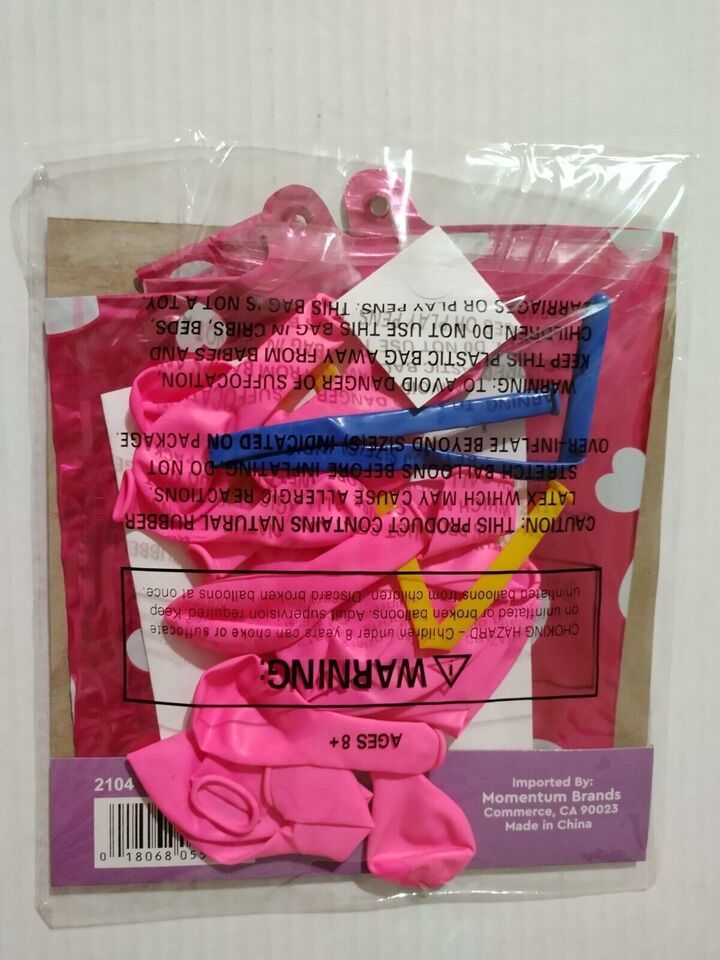 WARNING: TO AVOID DANGER OF SUFFOCATION,
KEEP THIS PLASTIC BAG AWAY FROM BABIES AND
CHILDREN. DO NOT USE THIS BAG IN CRIBS, BEDS,
CARRIAGES OR PLAY PENS. THIS BAG IS NOT A TOY.
CAUTION: THIS PRODUCT CONTAINS NATURAL RUBBER
LATEX WHICH MAY CAUSE ALLERGIC REACTIONS.
STRETCH BALLOONS BEFORE INFLATING. DO NOT
OVER-INFLATE BEYOND SIZE(S) INDICATED ON PACKAGE.
WARNING:
CHOKING HAZARD – Children under 8 years can choke or suffocate
on uninflated or broken balloons. Adult supervision required. Keep
uninflated balloons from children. Discard broken balloons at once.
AGES 8+
2104
0 18068 05
Imported By:
Momentum Brands
Commerce, CA 90023
Made in China